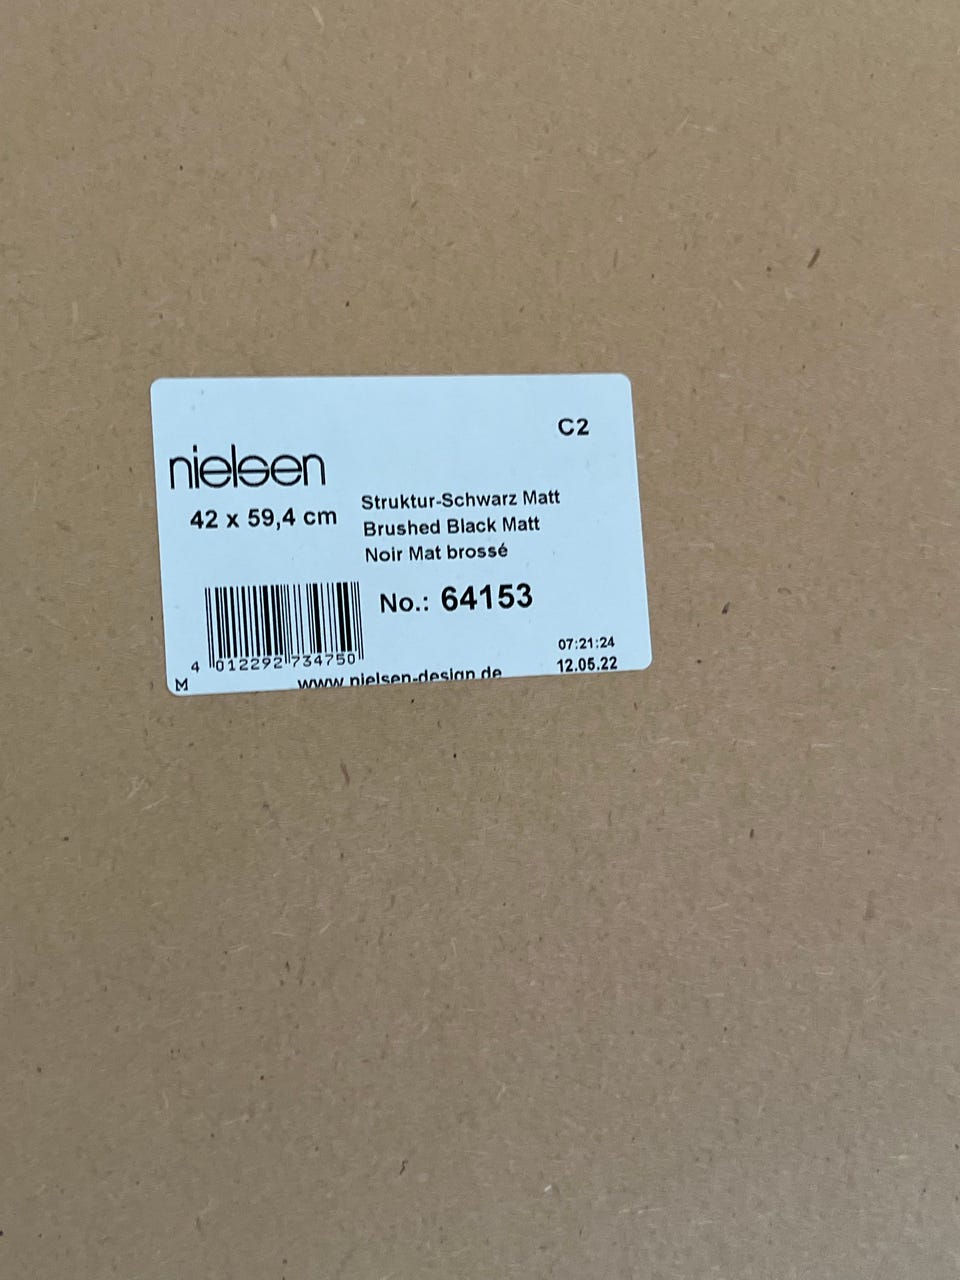 C2
nielsen
42 x 59,4 cm
Struktur-Schwarz Matt
Brushed Black Matt
Noir Mat brossé
No.: 64153
4 012292 734750
07:21:24
12.05.22
M
www.nielsen-design.de